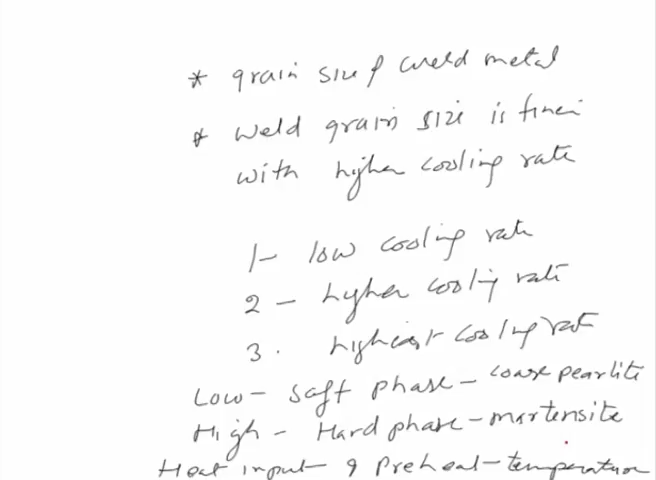 * grain size of weld metal
* weld grain size is finer
with higher cooling rate
1- low cooling rate
2 - higher cooling rate
3. highest cooling rate
Low - soft phase - coarse pearlite
High - Hard phase - martensite
Heat input & Preheat - temperature